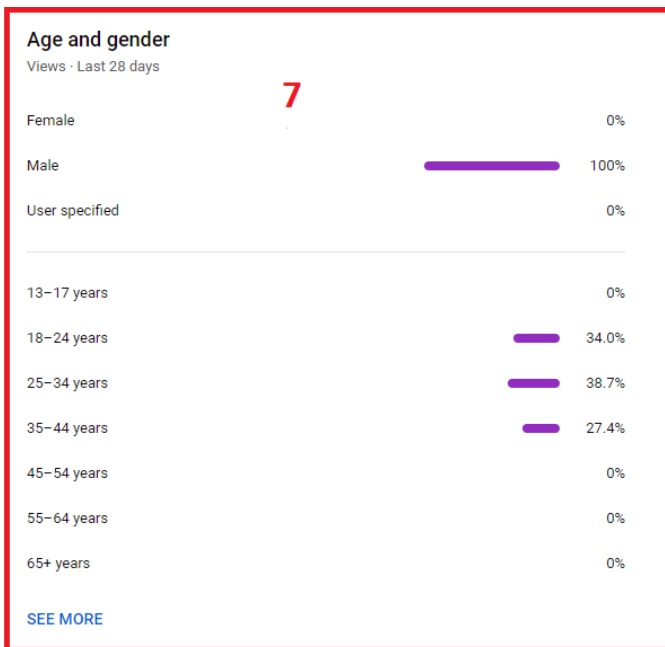 Age and gender
Views · Last 28 days
7
Female 0%
Male 100%
User specified 0%
13–17 years 0%
18–24 years 34.0%
25–34 years 38.7%
35–44 years 27.4%
45–54 years 0%
55–64 years 0%
65+ years 0%
SEE MORE